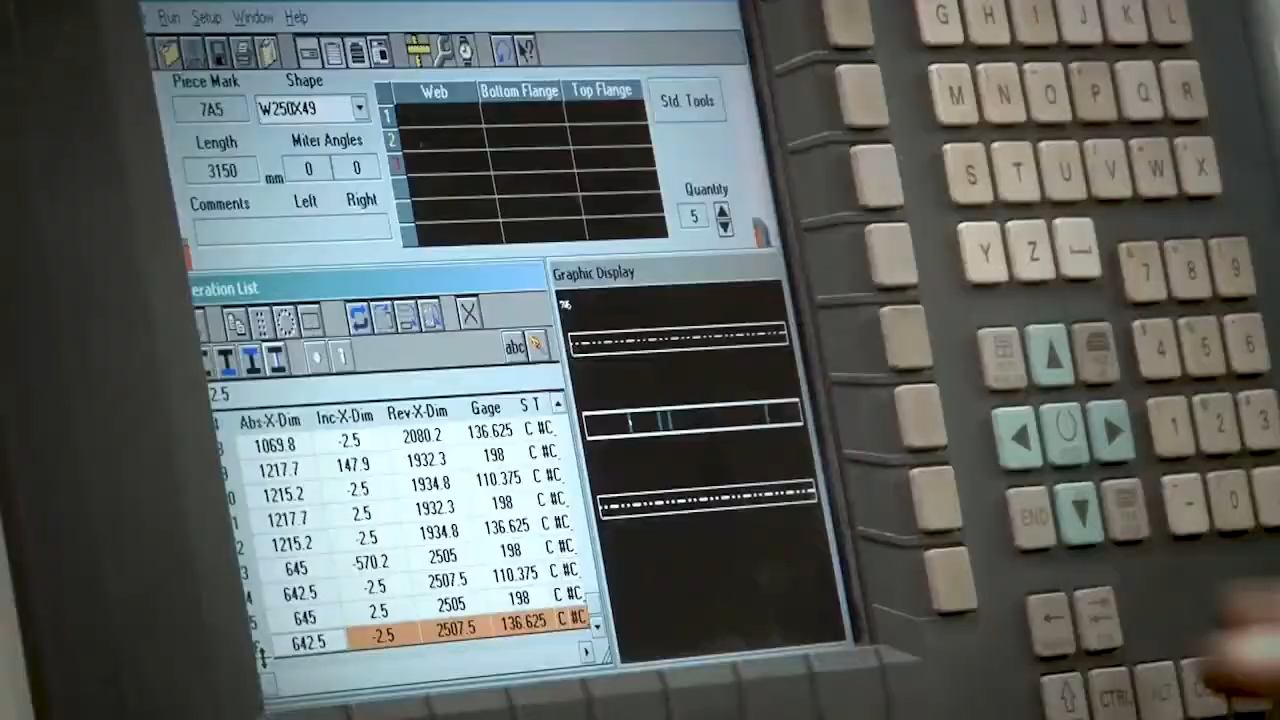 Run Setup Window Help
Piece Mark Shape
7A5 W250X49
Length Miter Angles
3150 mm 0 0
Comments Left Right
Web Bottom Flange Top Flange
1
2
Std. Tools
Quantity
5
eration List
abc
2.5
Abs-X-Dim Inc-X-Dim Rev-X-Dim Gage S T
1069.8 -2.5 2080.2 136.625 C #C
1217.7 147.9 1932.3 198 C #C
1215.2 -2.5 1934.8 110.375 C #C
1217.7 2.5 1932.3 198 C #C
1215.2 -2.5 1934.8 136.625 C #C
645 -570.2 2505 198 C #C
642.5 -2.5 2507.5 110.375 C #C
645 2.5 2505 198 C #C
642.5 -2.5 2507.5 136.625 C #C
Graphic Display
G H I J K L
M N O P Q R
S T U V W X
Y Z
7 8 9
4 5 6
1 2 3
- 0
END
CTRL ALT